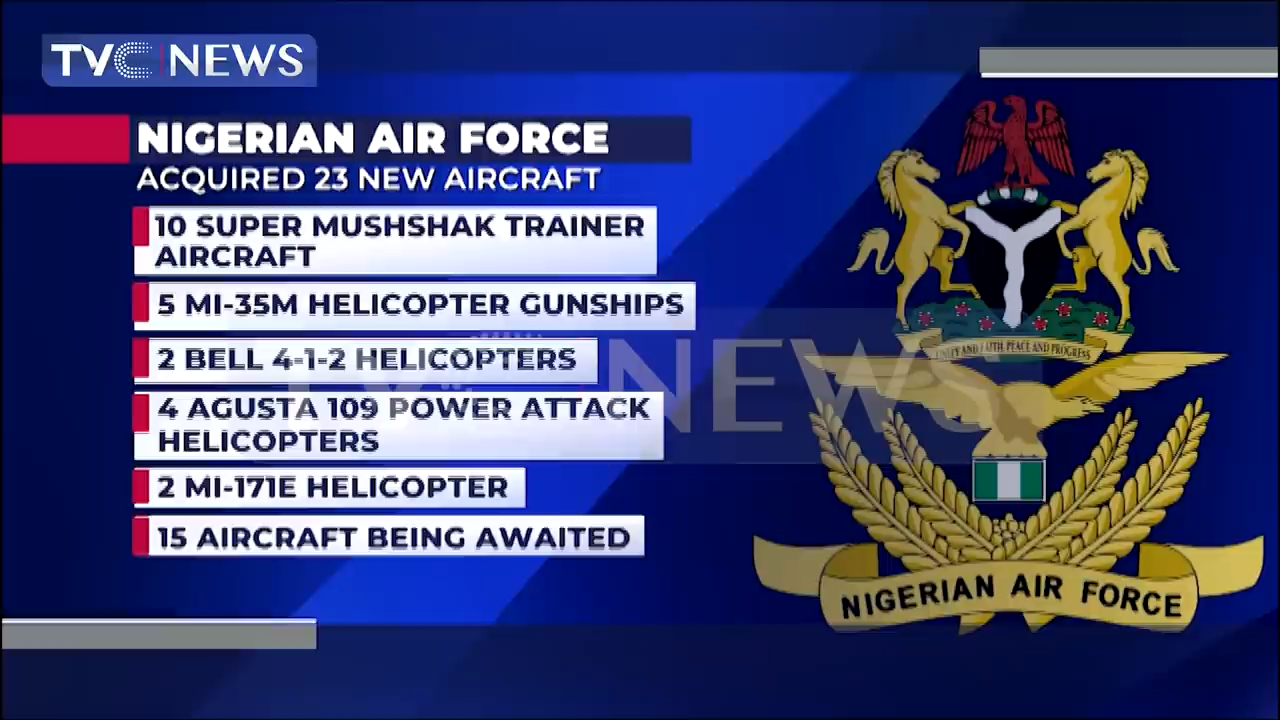 TVC NEWS
NIGERIAN AIR FORCE
ACQUIRED 23 NEW AIRCRAFT
10 SUPER MUSHSHAK TRAINER
AIRCRAFT
5 MI-35M HELICOPTER GUNSHIPS
2 BELL 4-1-2 HELICOPTERS
4 AGUSTA 109 POWER ATTACK
HELICOPTERS
2 MI-171E HELICOPTER
15 AIRCRAFT BEING AWAITED
UNITY AND FAITH, PEACE AND PROGRESS
NIGERIAN AIR FORCE
TVC NEWS